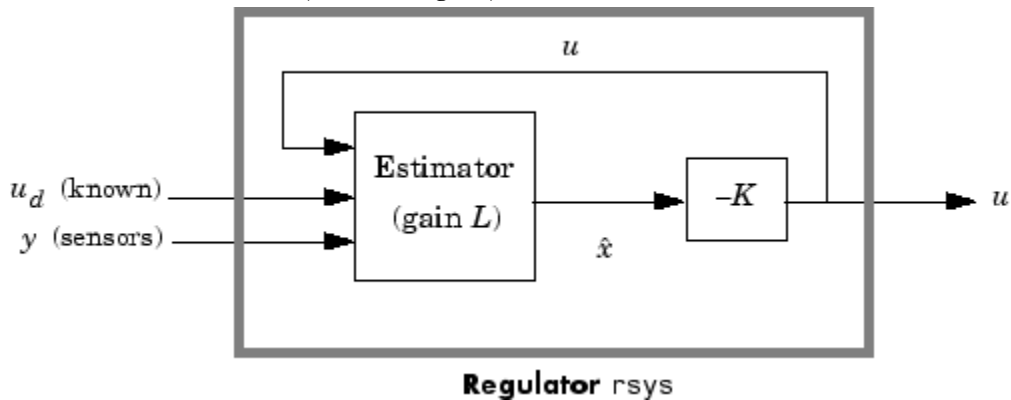 u
Estimator
(gain L)
u_d (known)
y (sensors)
–K
u
x̂
Regulator rsys